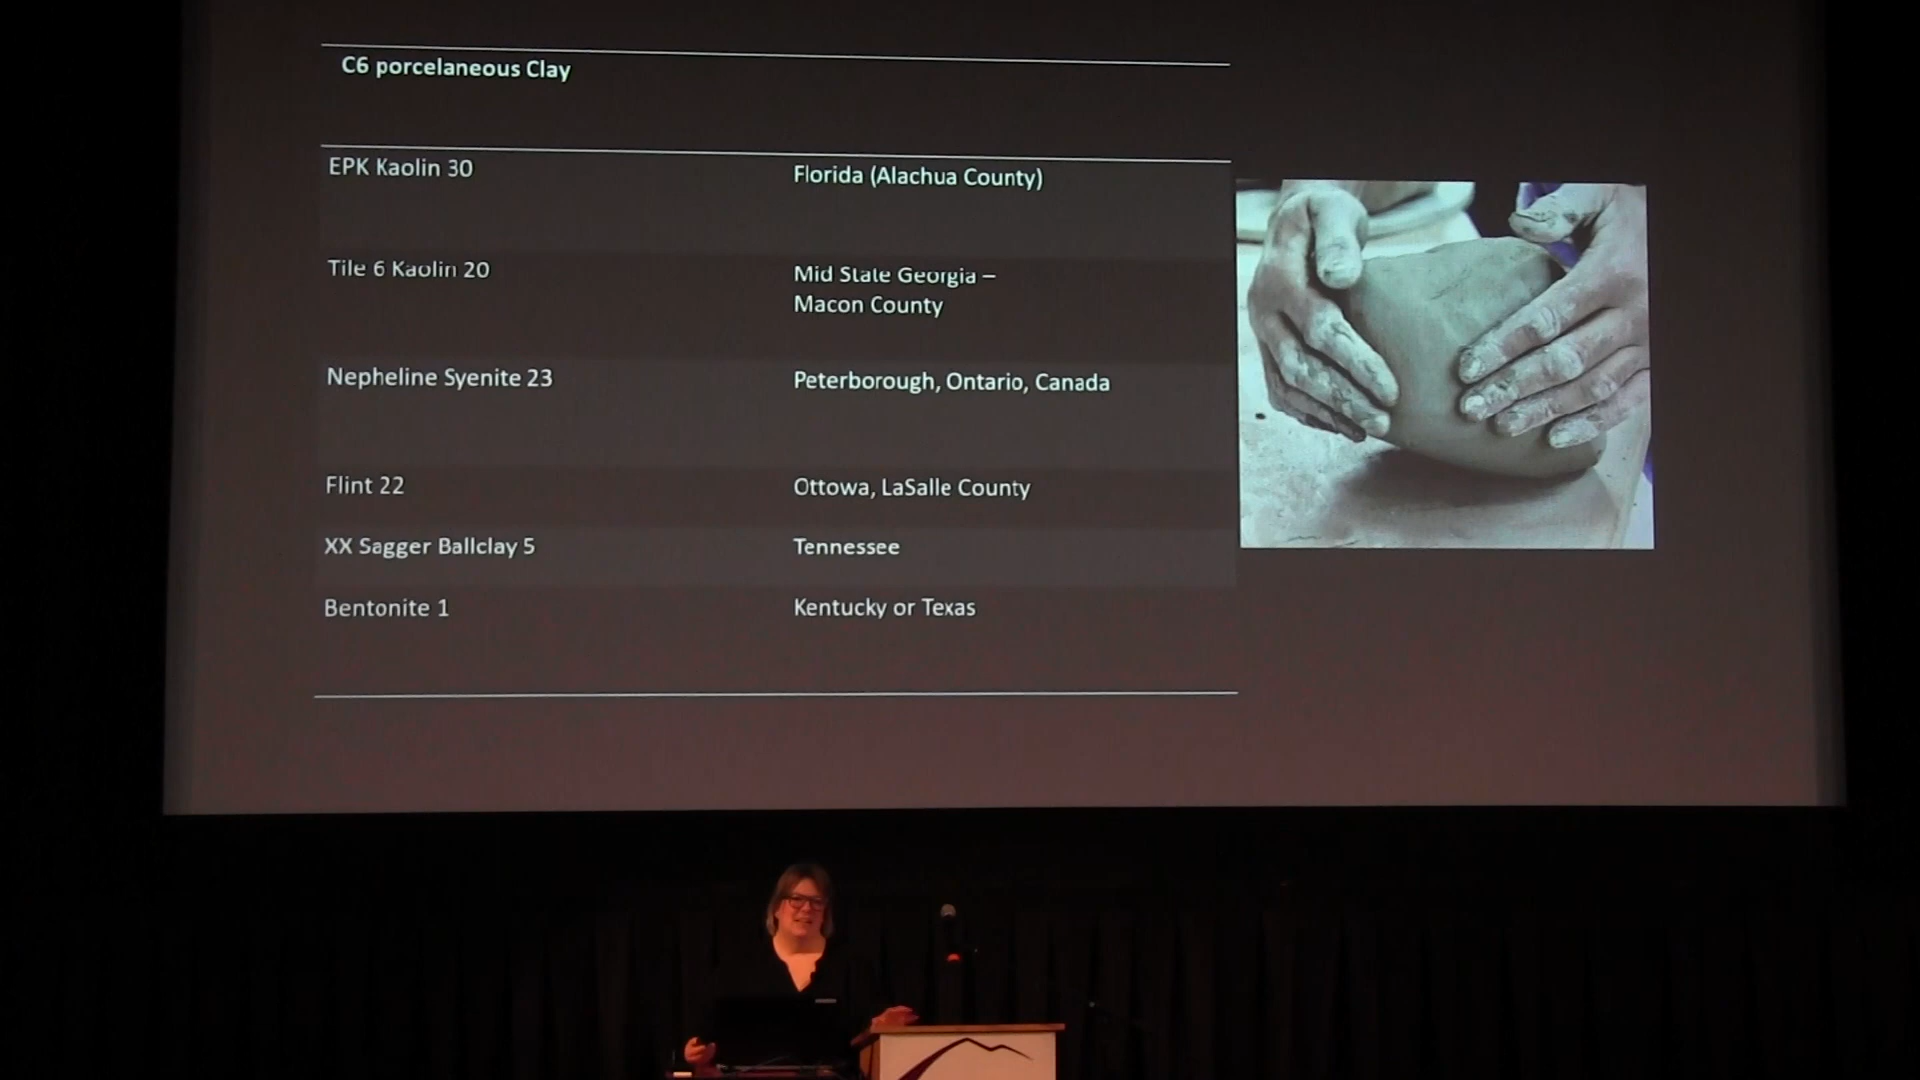 C6 porcelaneous Clay
EPK Kaolin 30
Florida (Alachua County)
Tile 6 Kaolin 20
Mid State Georgia –
Macon County
Nepheline Syenite 23
Peterborough, Ontario, Canada
Flint 22
Ottowa, LaSalle County
XX Sagger Ballclay 5
Tennessee
Bentonite 1
Kentucky or Texas